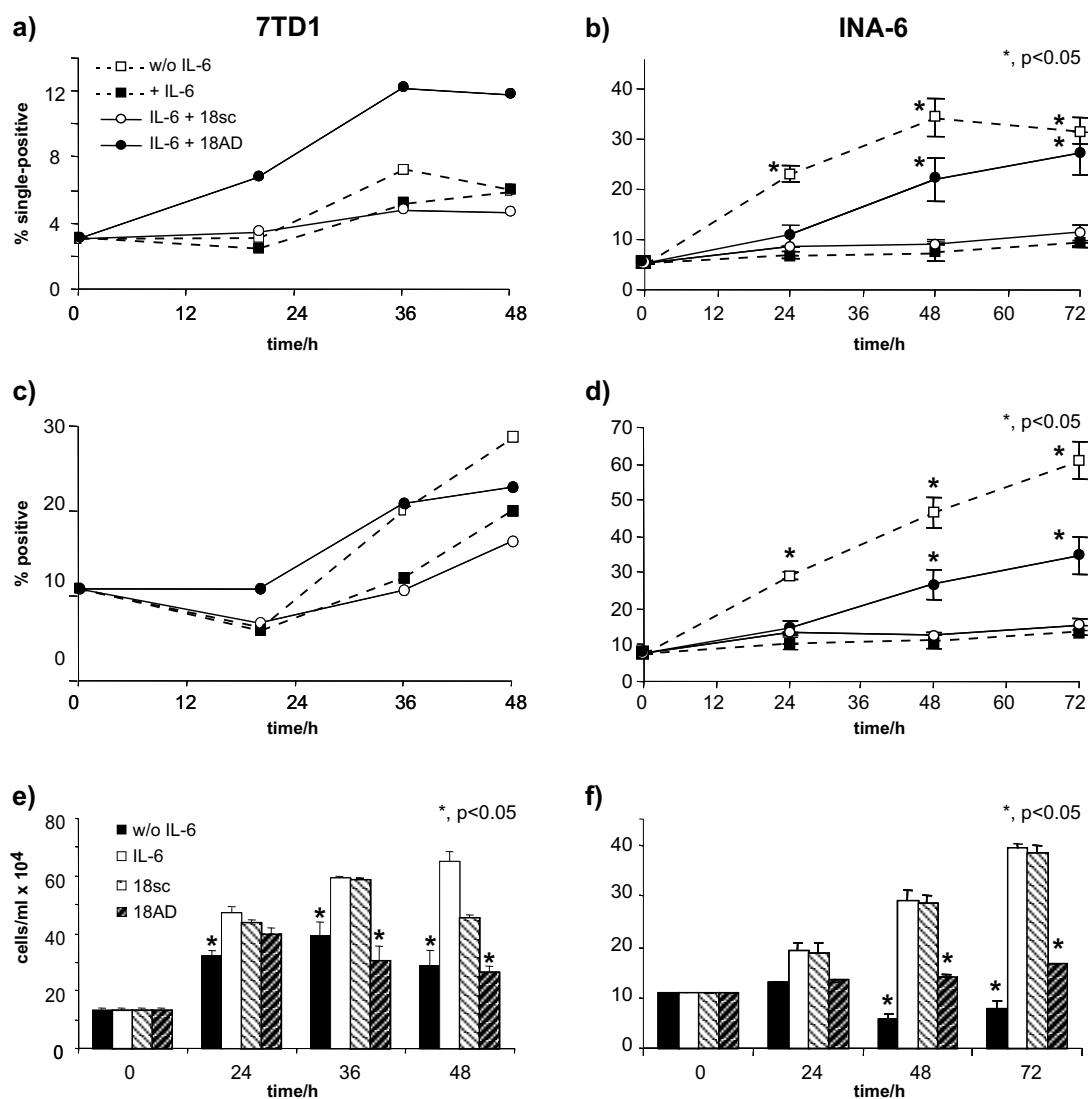 7TD1
INA-6
a)
w/o IL-6
+ IL-6
IL-6 + 18sc
IL-6 + 18AD
% single-positive
12
8
4
0
0 12 24 36 48
time/h
b)
*, p<0.05
40
30
20
10
0
* * * * *
0 12 24 36 48 60 72
time/h
c)
% positive
30
20
10
0
0 12 24 36 48
time/h
d)
*, p<0.05
70
60
50
40
30
20
10
0
* * * * *
0 12 24 36 48 60 72
time/h
e)
*, p<0.05
w/o IL-6
IL-6
18sc
18AD
cells/ml x 10⁴
80
60
40
20
0
* * * * *
0 24 36 48
time/h
f)
*, p<0.05
40
30
20
10
0
* * * *
0 24 48 72
time/h